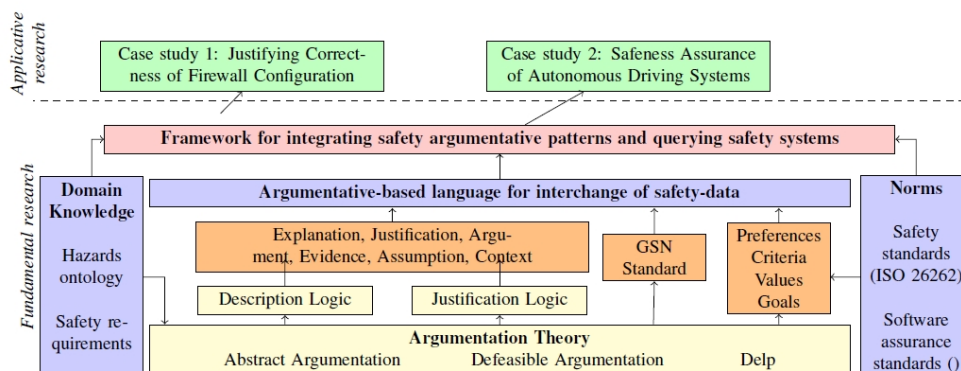 Applicative
research
Case study 1: Justifying Correct-
ness of Firewall Configuration
Case study 2: Safeness Assurance
of Autonomous Driving Systems
Fundamental research
Framework for integrating safety argumentative patterns and querying safety systems
Domain
Knowledge
Hazards
ontology
Safety re-
quirements
Argumentative-based language for interchange of safety-data
Explanation, Justification, Argu-
ment, Evidence, Assumption, Context
GSN
Standard
Preferences
Criteria
Values
Goals
Description Logic
Justification Logic
Argumentation Theory
Abstract Argumentation
Defeasible Argumentation
Delp
Norms
Safety
standards
(ISO 26262)
Software
assurance
standards ()